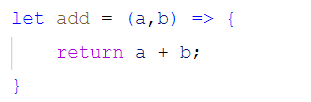 let add = (a,b) => {
    return a + b;
}